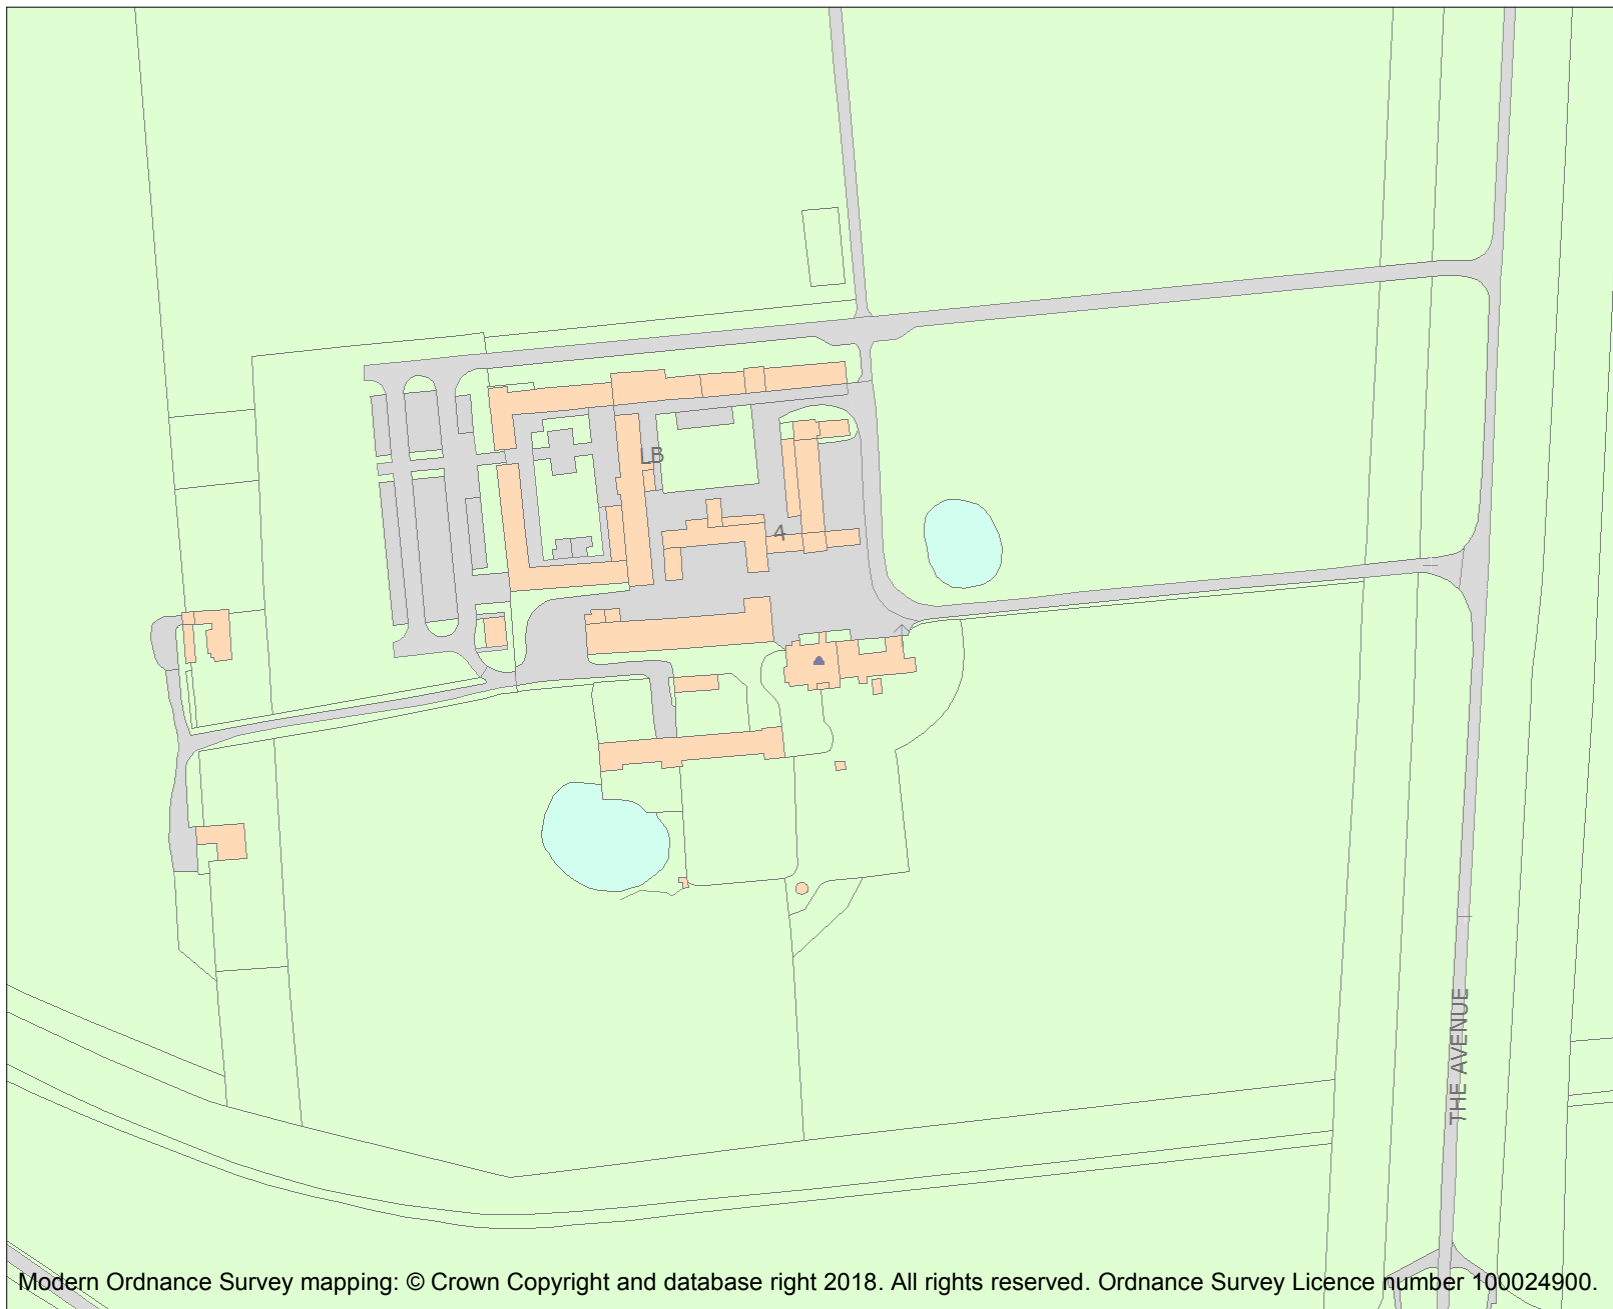 LB
4
THE AVENUE
Modern Ordnance Survey mapping: © Crown Copyright and database right 2018. All rights reserved. Ordnance Survey Licence number 100024900.